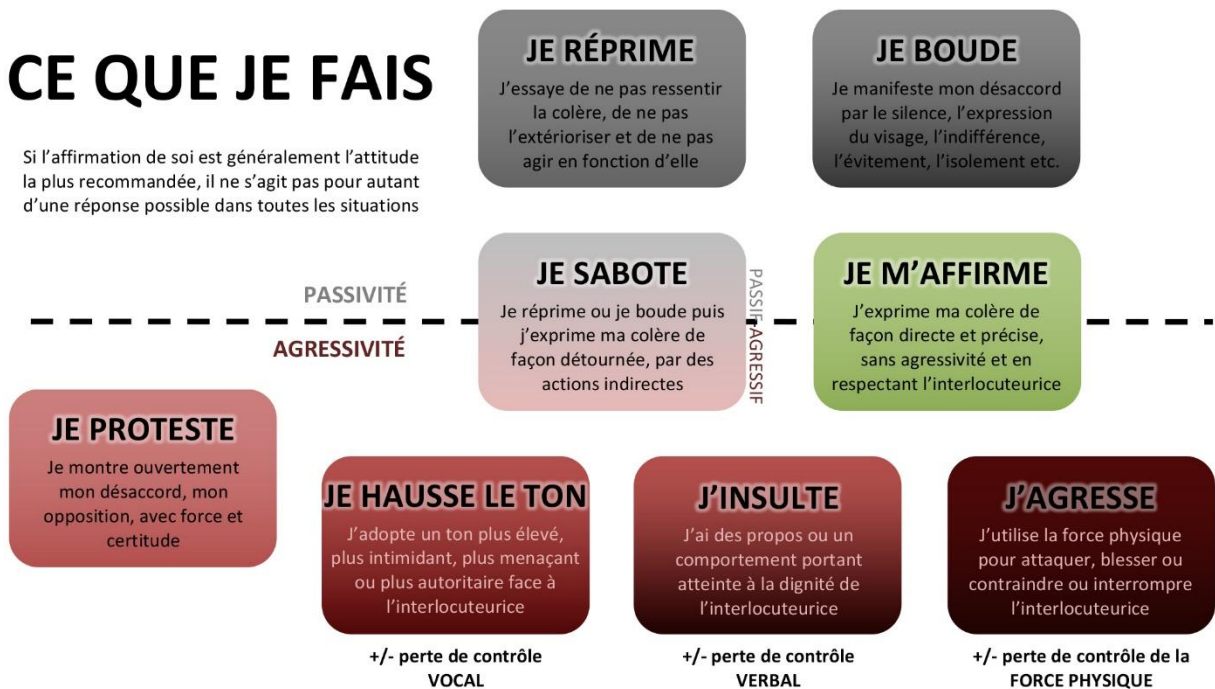 CE QUE JE FAIS
Si l’affirmation de soi est généralement l’attitude
la plus recommandée, il ne s’agit pas pour autant
d’une réponse possible dans toutes les situations
JE RÉPRIME
J’essaye de ne pas ressentir
la colère, de ne pas
l’extérioriser et de ne pas
agir en fonction d’elle
JE BOUDE
Je manifeste mon désaccord
par le silence, l’expression
du visage, l’indifférence,
l’évitement, l’isolement etc.
PASSIVITÉ
AGRESSIVITÉ
JE SABOTE
Je réprime ou je boude puis
j’exprime ma colère de
façon détournée, par des
actions indirectes
PASSIF-AGRESSIF
JE M’AFFIRME
J’exprime ma colère de
façon directe et précise,
sans agressivité et en
respectant l’interlocuteurice
JE PROTESTE
Je montre ouvertement
mon désaccord, mon
opposition, avec force et
certitude
JE HAUSSE LE TON
J’adopte un ton plus élevé,
plus intimidant, plus menaçant
ou plus autoritaire face à
l’interlocuteurice
+/- perte de contrôle
VOCAL
J’INSULTE
J’ai des propos ou un
comportement portant
atteinte à la dignité de
l’interlocuteurice
+/- perte de contrôle
VERBAL
J’AGRESSE
J’utilise la force physique
pour attaquer, blesser ou
contraindre ou interrompre
l’interlocuteurice
+/- perte de contrôle de la
FORCE PHYSIQUE